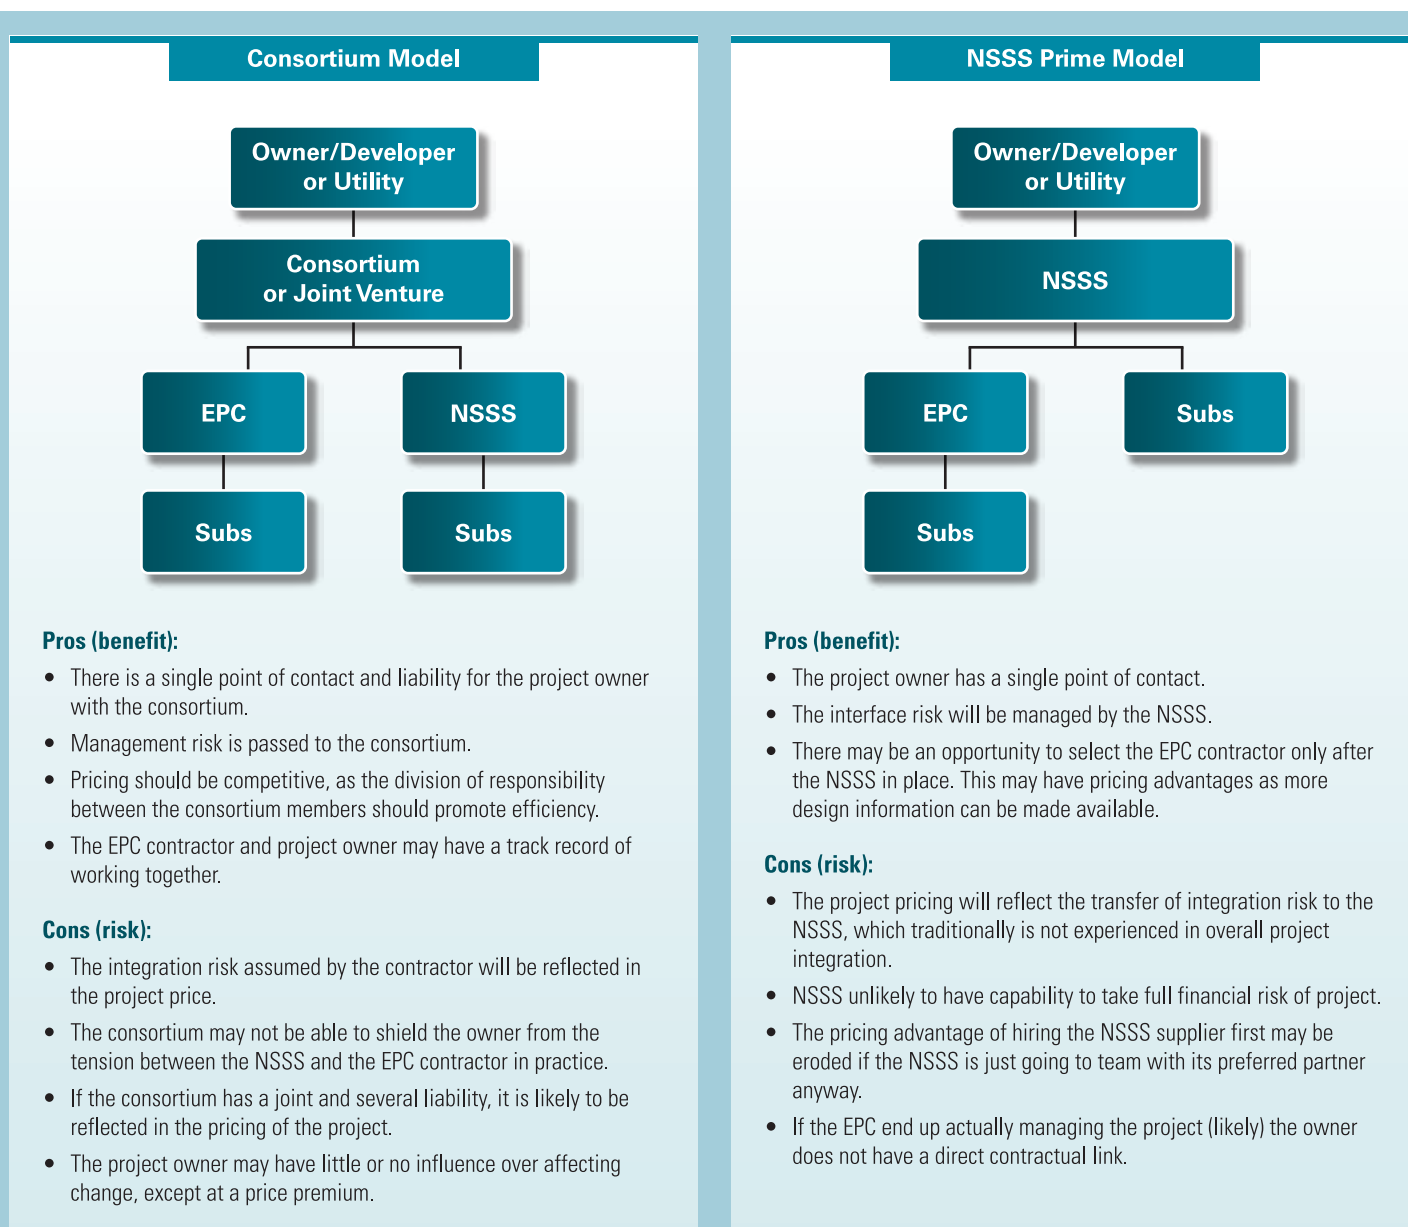 Consortium Model
Owner/Developer
or Utility
Consortium
or Joint Venture
EPC
NSSS
Subs
Subs
Pros (benefit):
• There is a single point of contact and liability for the project owner
with the consortium.
• Management risk is passed to the consortium.
• Pricing should be competitive, as the division of responsibility
between the consortium members should promote efficiency.
• The EPC contractor and project owner may have a track record of
working together.
Cons (risk):
• The integration risk assumed by the contractor will be reflected in
the project price.
• The consortium may not be able to shield the owner from the
tension between the NSSS and the EPC contractor in practice.
• If the consortium has a joint and several liability, it is likely to be
reflected in the pricing of the project.
• The project owner may have little or no influence over affecting
change, except at a price premium.
NSSS Prime Model
Owner/Developer
or Utility
NSSS
EPC
Subs
Subs
Pros (benefit):
• The project owner has a single point of contact.
• The interface risk will be managed by the NSSS.
• There may be an opportunity to select the EPC contractor only after
the NSSS in place. This may have pricing advantages as more
design information can be made available.
Cons (risk):
• The project pricing will reflect the transfer of integration risk to the
NSSS, which traditionally is not experienced in overall project
integration.
• NSSS unlikely to have capability to take full financial risk of project.
• The pricing advantage of hiring the NSSS supplier first may be
eroded if the NSSS is just going to team with its preferred partner
anyway.
• If the EPC end up actually managing the project (likely) the owner
does not have a direct contractual link.